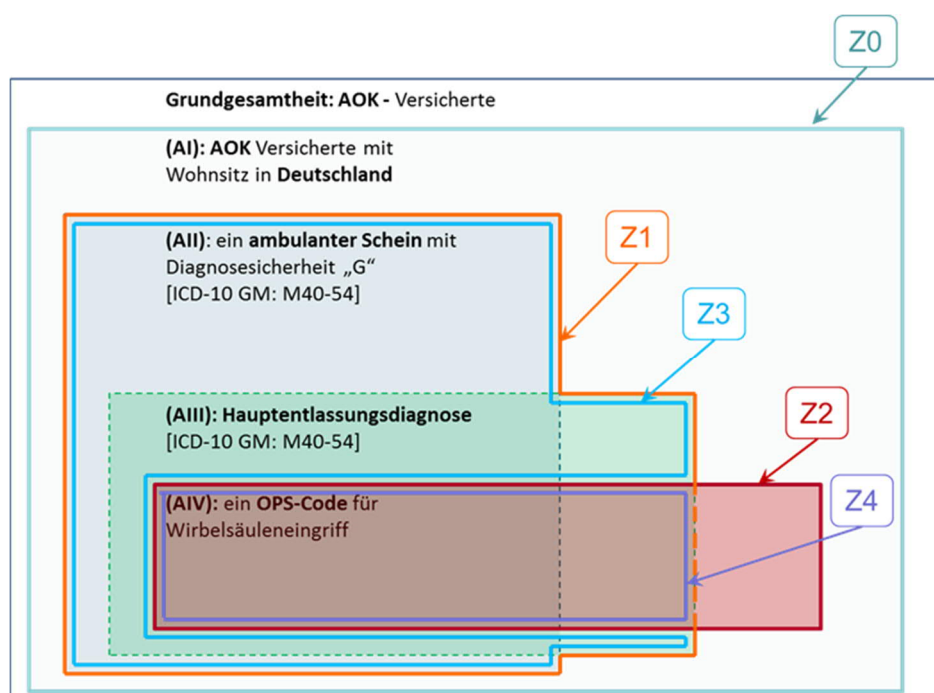 Z0
Grundgesamtheit: AOK - Versicherte
(AI): AOK Versicherte mit
Wohnsitz in Deutschland
(AII): ein ambulanter Schein mit
Diagnosesicherheit „G“
[ICD-10 GM: M40-54]
Z1
Z3
(AIII): Hauptentlassungsdiagnose
[ICD-10 GM: M40-54]
Z2
(AIV): ein OPS-Code für
Wirbelsäuleneingriff
Z4